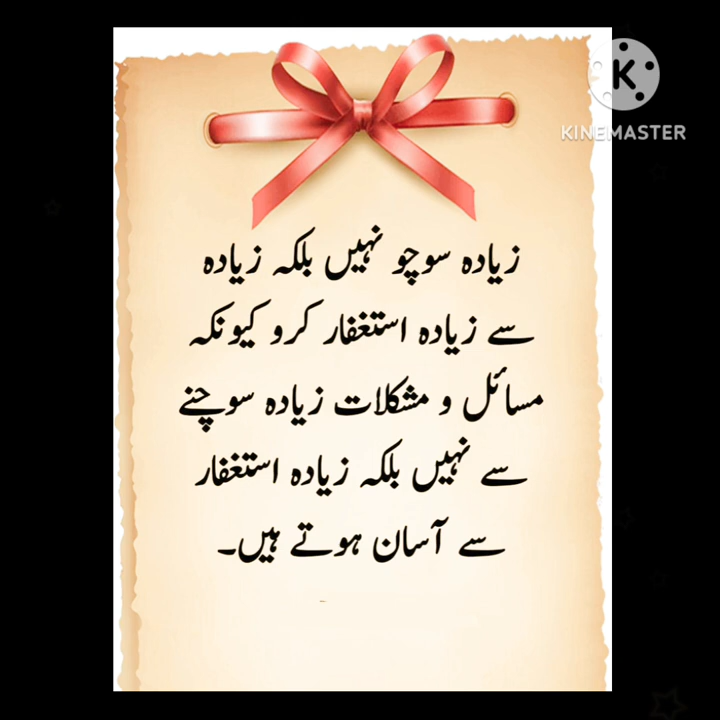 KINEMASTER
زیادہ سوچو نہیں بلکہ زیادہ
سے زیادہ استغفار کرو کیونکہ
مسائل و مشکلات زیادہ سوچنے
سے نہیں بلکہ زیادہ استغفار
سے آسان ہوتے ہیں۔